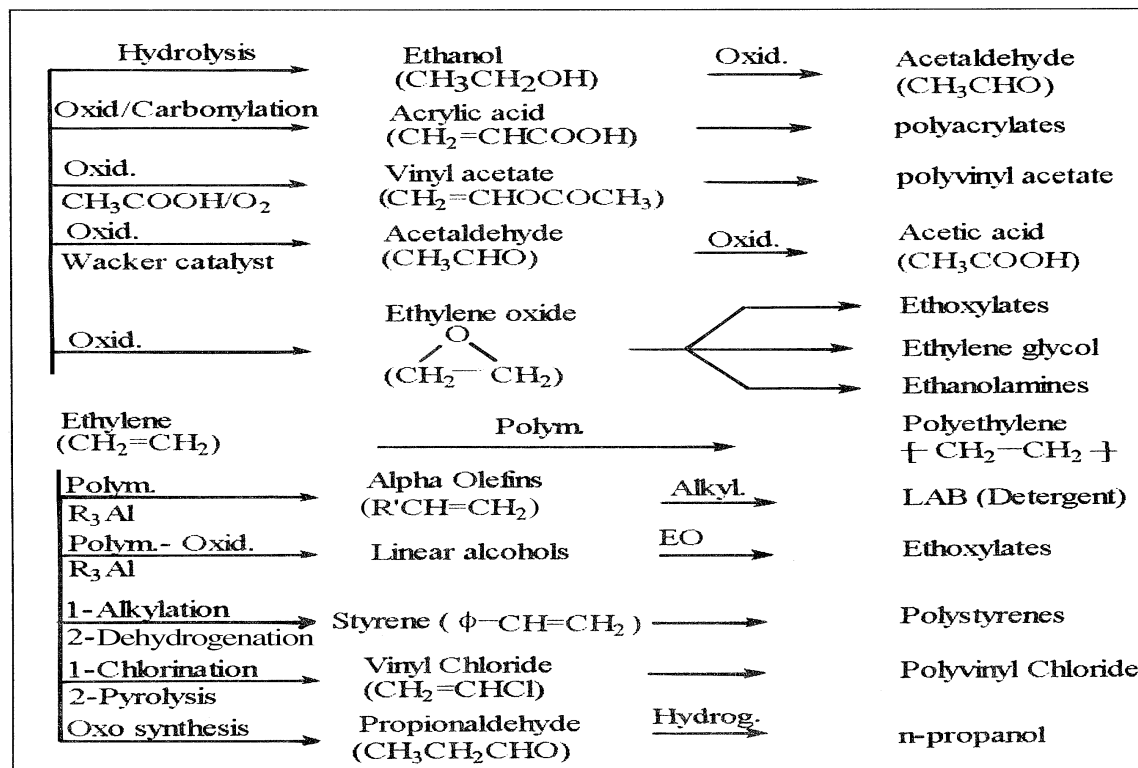 Hydrolysis Ethanol Oxid. Acetaldehyde
(CH₃CH₂OH) (CH₃CHO)
Oxid/Carbonylation Acrylic acid
(CH₂=CHCOOH) polyacrylates
Oxid. Vinyl acetate
CH₃COOH/O₂ (CH₂=CHOCOCH₃) polyvinyl acetate
Oxid. Acetaldehyde Oxid. Acetic acid
Wacker catalyst (CH₃CHO) (CH₃COOH)
Ethylene oxide Ethoxylates
Oxid. O Ethylene glycol
(CH₂—CH₂) Ethanolamines
Ethylene Polym. Polyethylene
(CH₂=CH₂) -[-CH₂—CH₂-]-
Polym. Alpha Olefins Alkyl. LAB (Detergent)
R₃Al (R'CH=CH₂)
Polym.- Oxid. Linear alcohols EO Ethoxylates
R₃Al
1-Alkylation Styrene (ϕ—CH=CH₂) Polystyrenes
2-Dehydrogenation
1-Chlorination Vinyl Chloride Polyvinyl Chloride
2-Pyrolysis (CH₂=CHCl)
Oxo synthesis Propionaldehyde Hydrog. n-propanol
(CH₃CH₂CHO)